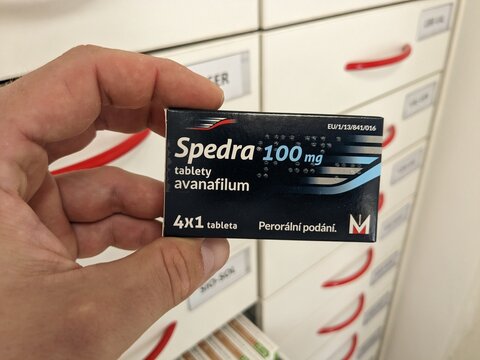 EU/1/13/841/016
Spedra 100 mg
tablety
avanafilum
4x1 tableta
Perorální podání.